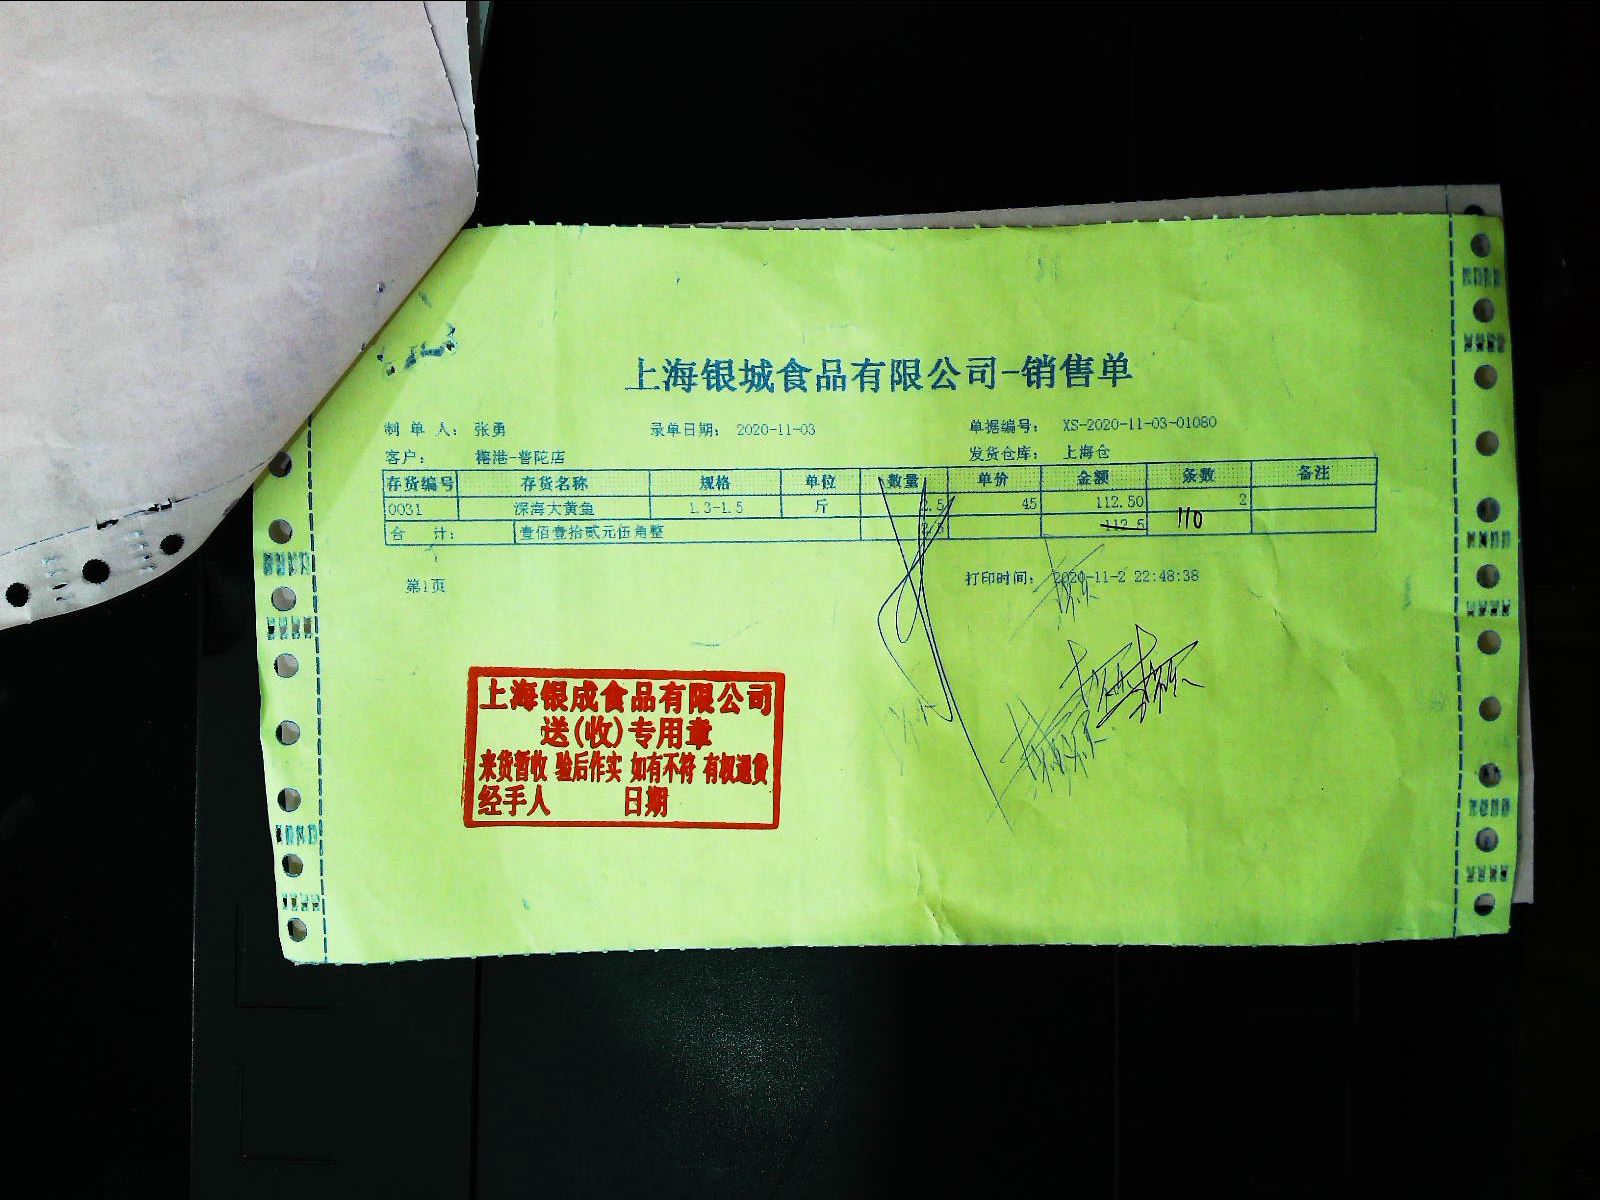 上海银城食品有限公司-销售单
制 单 人: 张勇 录单日期: 2020-11-03 单据编号: XS-2020-11-03-01080
客户: 榕港-普陀店 发货仓库: 上海仓
存货编号 存货名称 规格 单位 数量 单价 金额 条数 备注
0031 深海大黄鱼 1.3-1.5 斤 2.5 45 112.50 2
合 计: 壹佰壹拾贰元伍角整 2.5 112.5 110
第1页 打印时间: 2020-11-2 22:48:38
上海银成食品有限公司
送(收)专用章
来货暂收 验后作实 如有不符 有权退货
经手人 日期